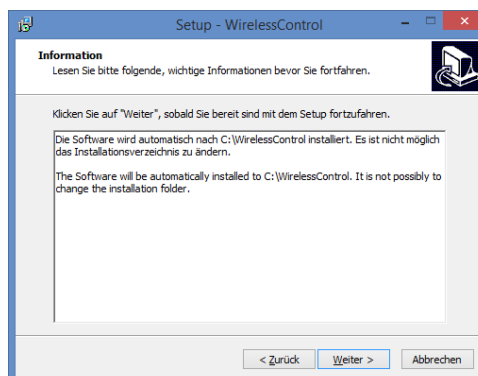 Setup - WirelessControl
Information
Lesen Sie bitte folgende, wichtige Informationen bevor Sie fortfahren.
Klicken Sie auf "Weiter", sobald Sie bereit sind mit dem Setup fortzufahren.
Die Software wird automatisch nach C:\WirelessControl installiert. Es ist nicht möglich
das Installationsverzeichnis zu ändern.
The Software will be automatically installed to C:\WirelessControl. It is not possibly to
change the installation folder.
< Zurück
Weiter >
Abbrechen